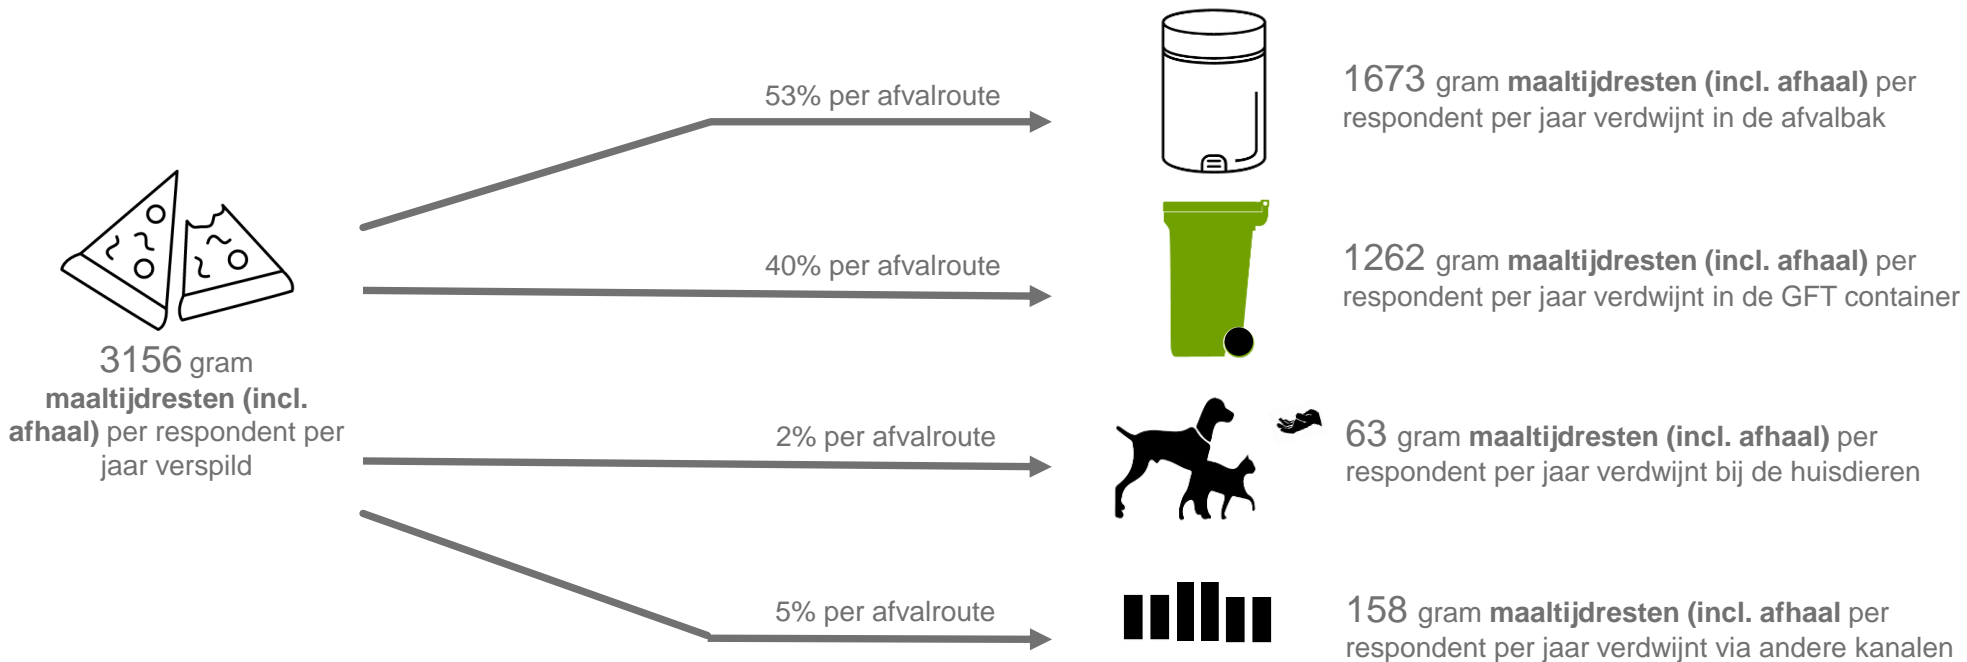 3156 gram
maaltijdresten (incl.
afhaal) per respondent per
jaar verspild
53% per afvalroute
1673 gram maaltijdresten (incl. afhaal) per
respondent per jaar verdwijnt in de afvalbak
40% per afvalroute
1262 gram maaltijdresten (incl. afhaal) per
respondent per jaar verdwijnt in de GFT container
2% per afvalroute
63 gram maaltijdresten (incl. afhaal) per
respondent per jaar verdwijnt bij de huisdieren
5% per afvalroute
158 gram maaltijdresten (incl. afhaal per
respondent per jaar verdwijnt via andere kanalen